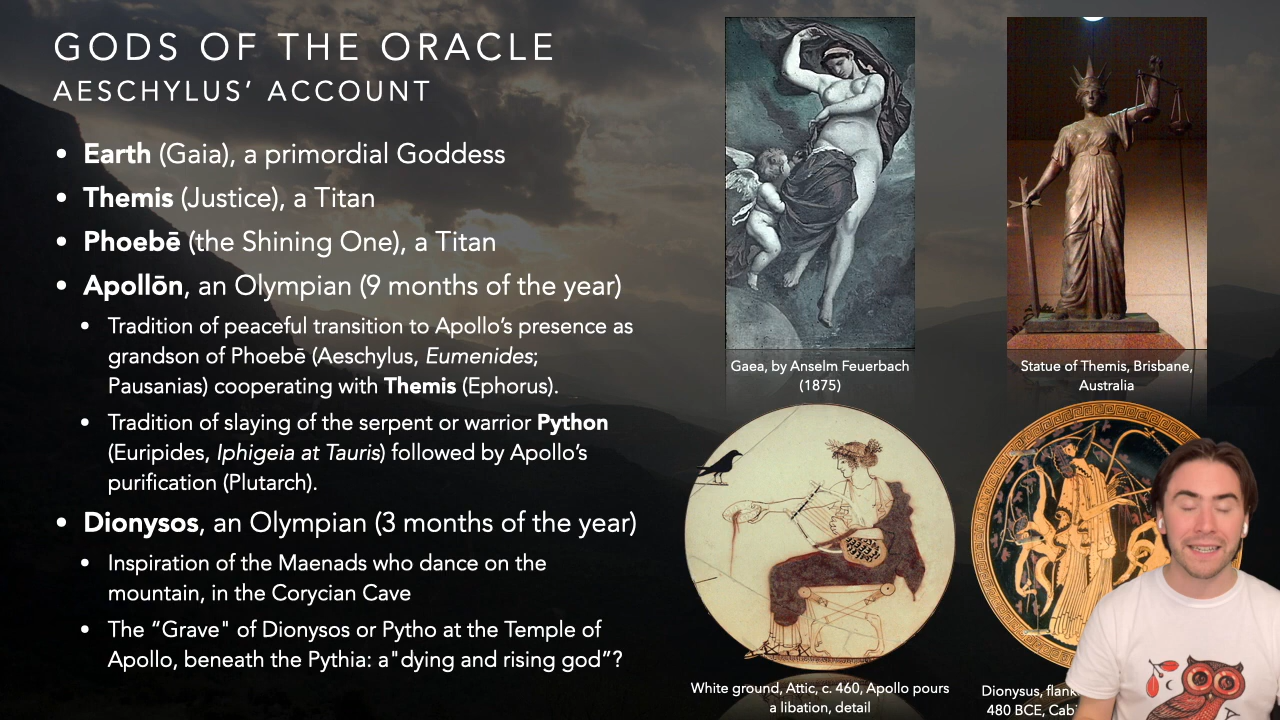 GODS OF THE ORACLE
AESCHYLUS’ ACCOUNT
• Earth (Gaia), a primordial Goddess
• Themis (Justice), a Titan
• Phoebē (the Shining One), a Titan
• Apollōn, an Olympian (9 months of the year)
• Tradition of peaceful transition to Apollo’s presence as
grandson of Phoebē (Aeschylus, Eumenides;
Pausanias) cooperating with Themis (Ephorus).
• Tradition of slaying of the serpent or warrior Python
(Euripides, Iphigeia at Tauris) followed by Apollo’s
purification (Plutarch).
• Dionysos, an Olympian (3 months of the year)
• Inspiration of the Maenads who dance on the
mountain, in the Corycian Cave
• The “Grave" of Dionysos or Pytho at the Temple of
Apollo, beneath the Pythia: a"dying and rising god”?
Gaea, by Anselm Feuerbach
(1875)
Statue of Themis, Brisbane,
Australia
White ground, Attic, c. 460, Apollo pours
a libation, detail
Dionysus, flank
480 BCE, Cab